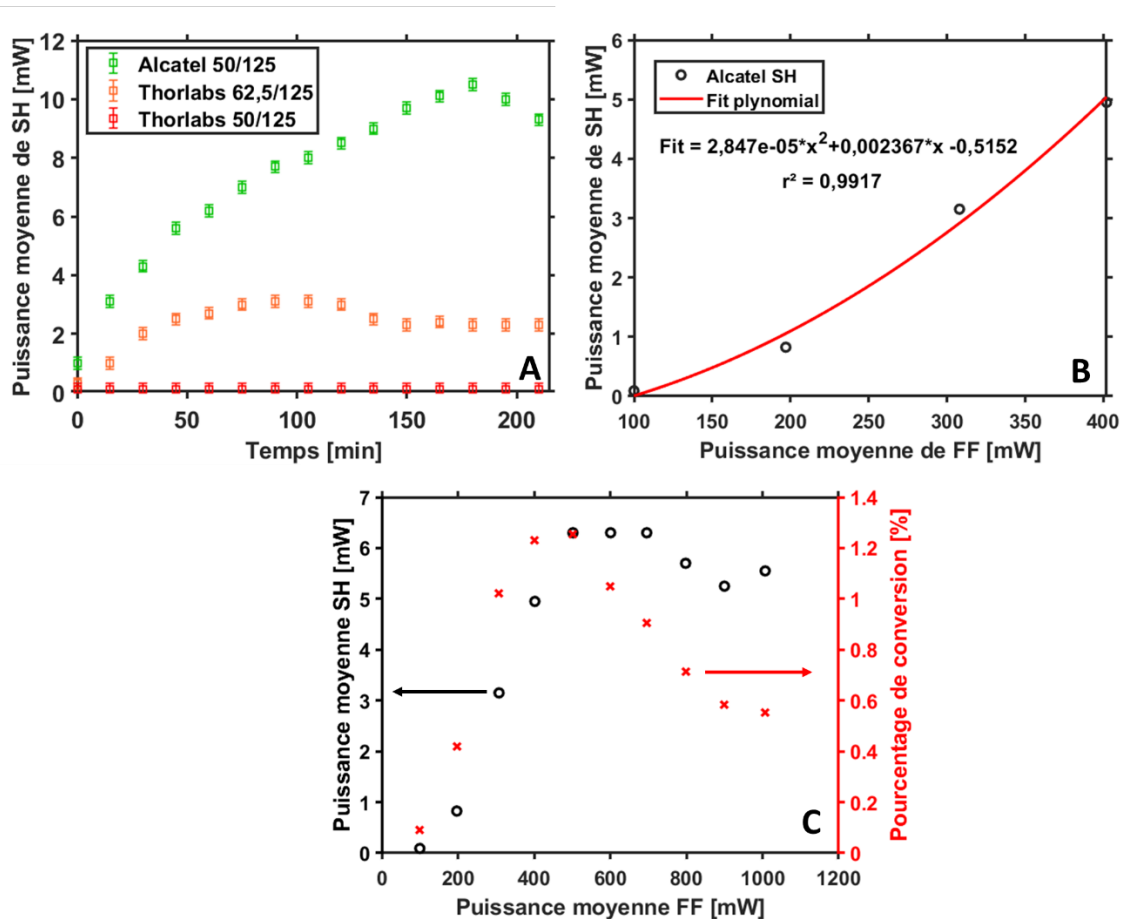 Puissance moyenne de SH [mW]
12
10
8
6
4
2
0
Alcatel 50/125
Thorlabs 62,5/125
Thorlabs 50/125
A
0 50 100 150 200
Temps [min]
Puissance moyenne de SH [mW]
6
5
4
3
2
1
0
Alcatel SH
Fit plynomial
Fit = 2,847e-05*x²+0,002367*x -0,5152
r² = 0,9917
B
100 150 200 250 300 350 400
Puissance moyenne de FF [mW]
Puissance moyenne SH [mW]
7
6
5
4
3
2
1
0
C
0 200 400 600 800 1000 1200
Puissance moyenne FF [mW]
1.4
1.2
1
0.8
0.6
0.4
0.2
0
Pourcentage de conversion [%]